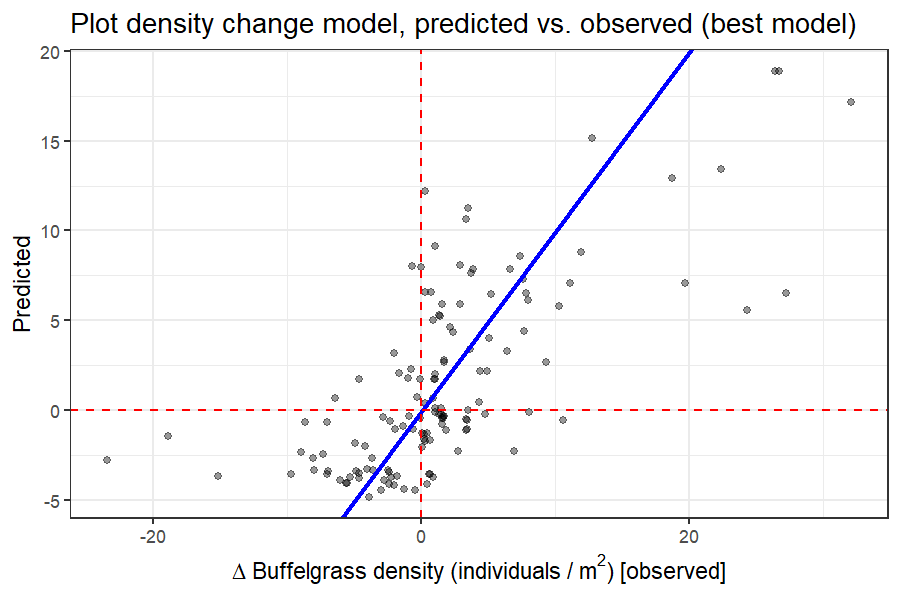 Plot density change model, predicted vs. observed (best model)
20
15
10
5
0
-5
Predicted
-20 0 20
Δ Buffelgrass density (individuals / m²) [observed]